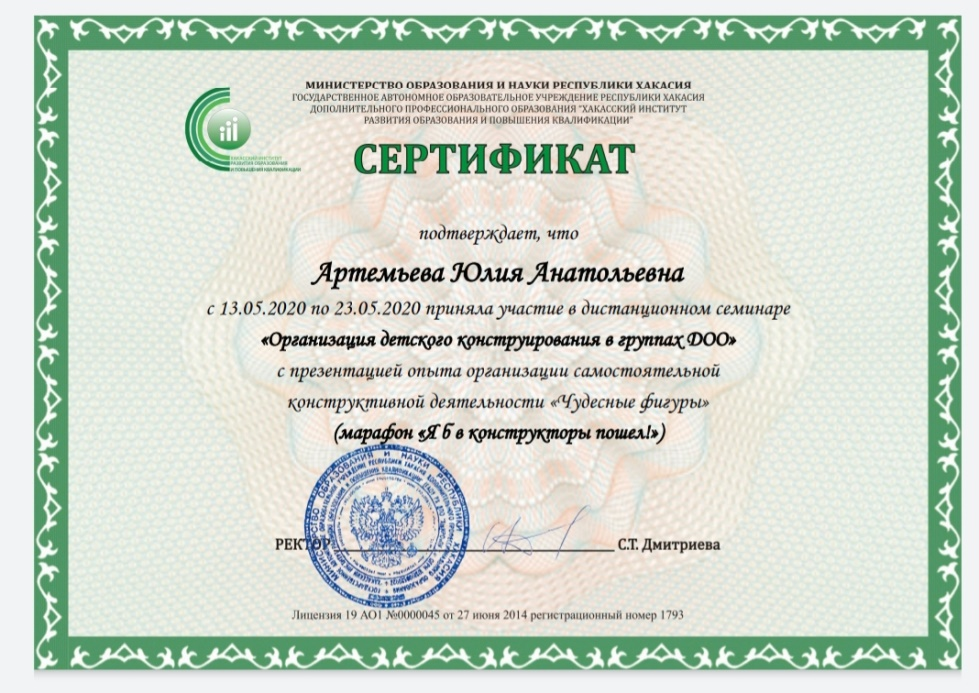 МИНИСТЕРСТВО ОБРАЗОВАНИЯ И НАУКИ РЕСПУБЛИКИ ХАКАСИЯ
ГОСУДАРСТВЕННОЕ АВТОНОМНОЕ ОБРАЗОВАТЕЛЬНОЕ УЧРЕЖДЕНИЕ РЕСПУБЛИКИ ХАКАСИЯ
ДОПОЛНИТЕЛЬНОГО ПРОФЕССИОНАЛЬНОГО ОБРАЗОВАНИЯ "ХАКАССКИЙ ИНСТИТУТ
РАЗВИТИЯ ОБРАЗОВАНИЯ И ПОВЫШЕНИЯ КВАЛИФИКАЦИИ"
ХАКАССКИЙ ИНСТИТУТ
РАЗВИТИЯ ОБРАЗОВАНИЯ
И ПОВЫШЕНИЯ КВАЛИФИКАЦИИ
СЕРТИФИКАТ
подтверждает, что
Артемьева Юлия Анатольевна
с 13.05.2020 по 23.05.2020 приняла участие в дистанционном семинаре
«Организация детского конструирования в группах ДОО»
с презентацией опыта организации самостоятельной
конструктивной деятельности «Чудесные фигуры»
(марафон «Я б в конструкторы пошел!»)
РЕКТОР С.Т. Дмитриева
Лицензия 19 АО1 №0000045 от 27 июня 2014 регистрационный номер 1793